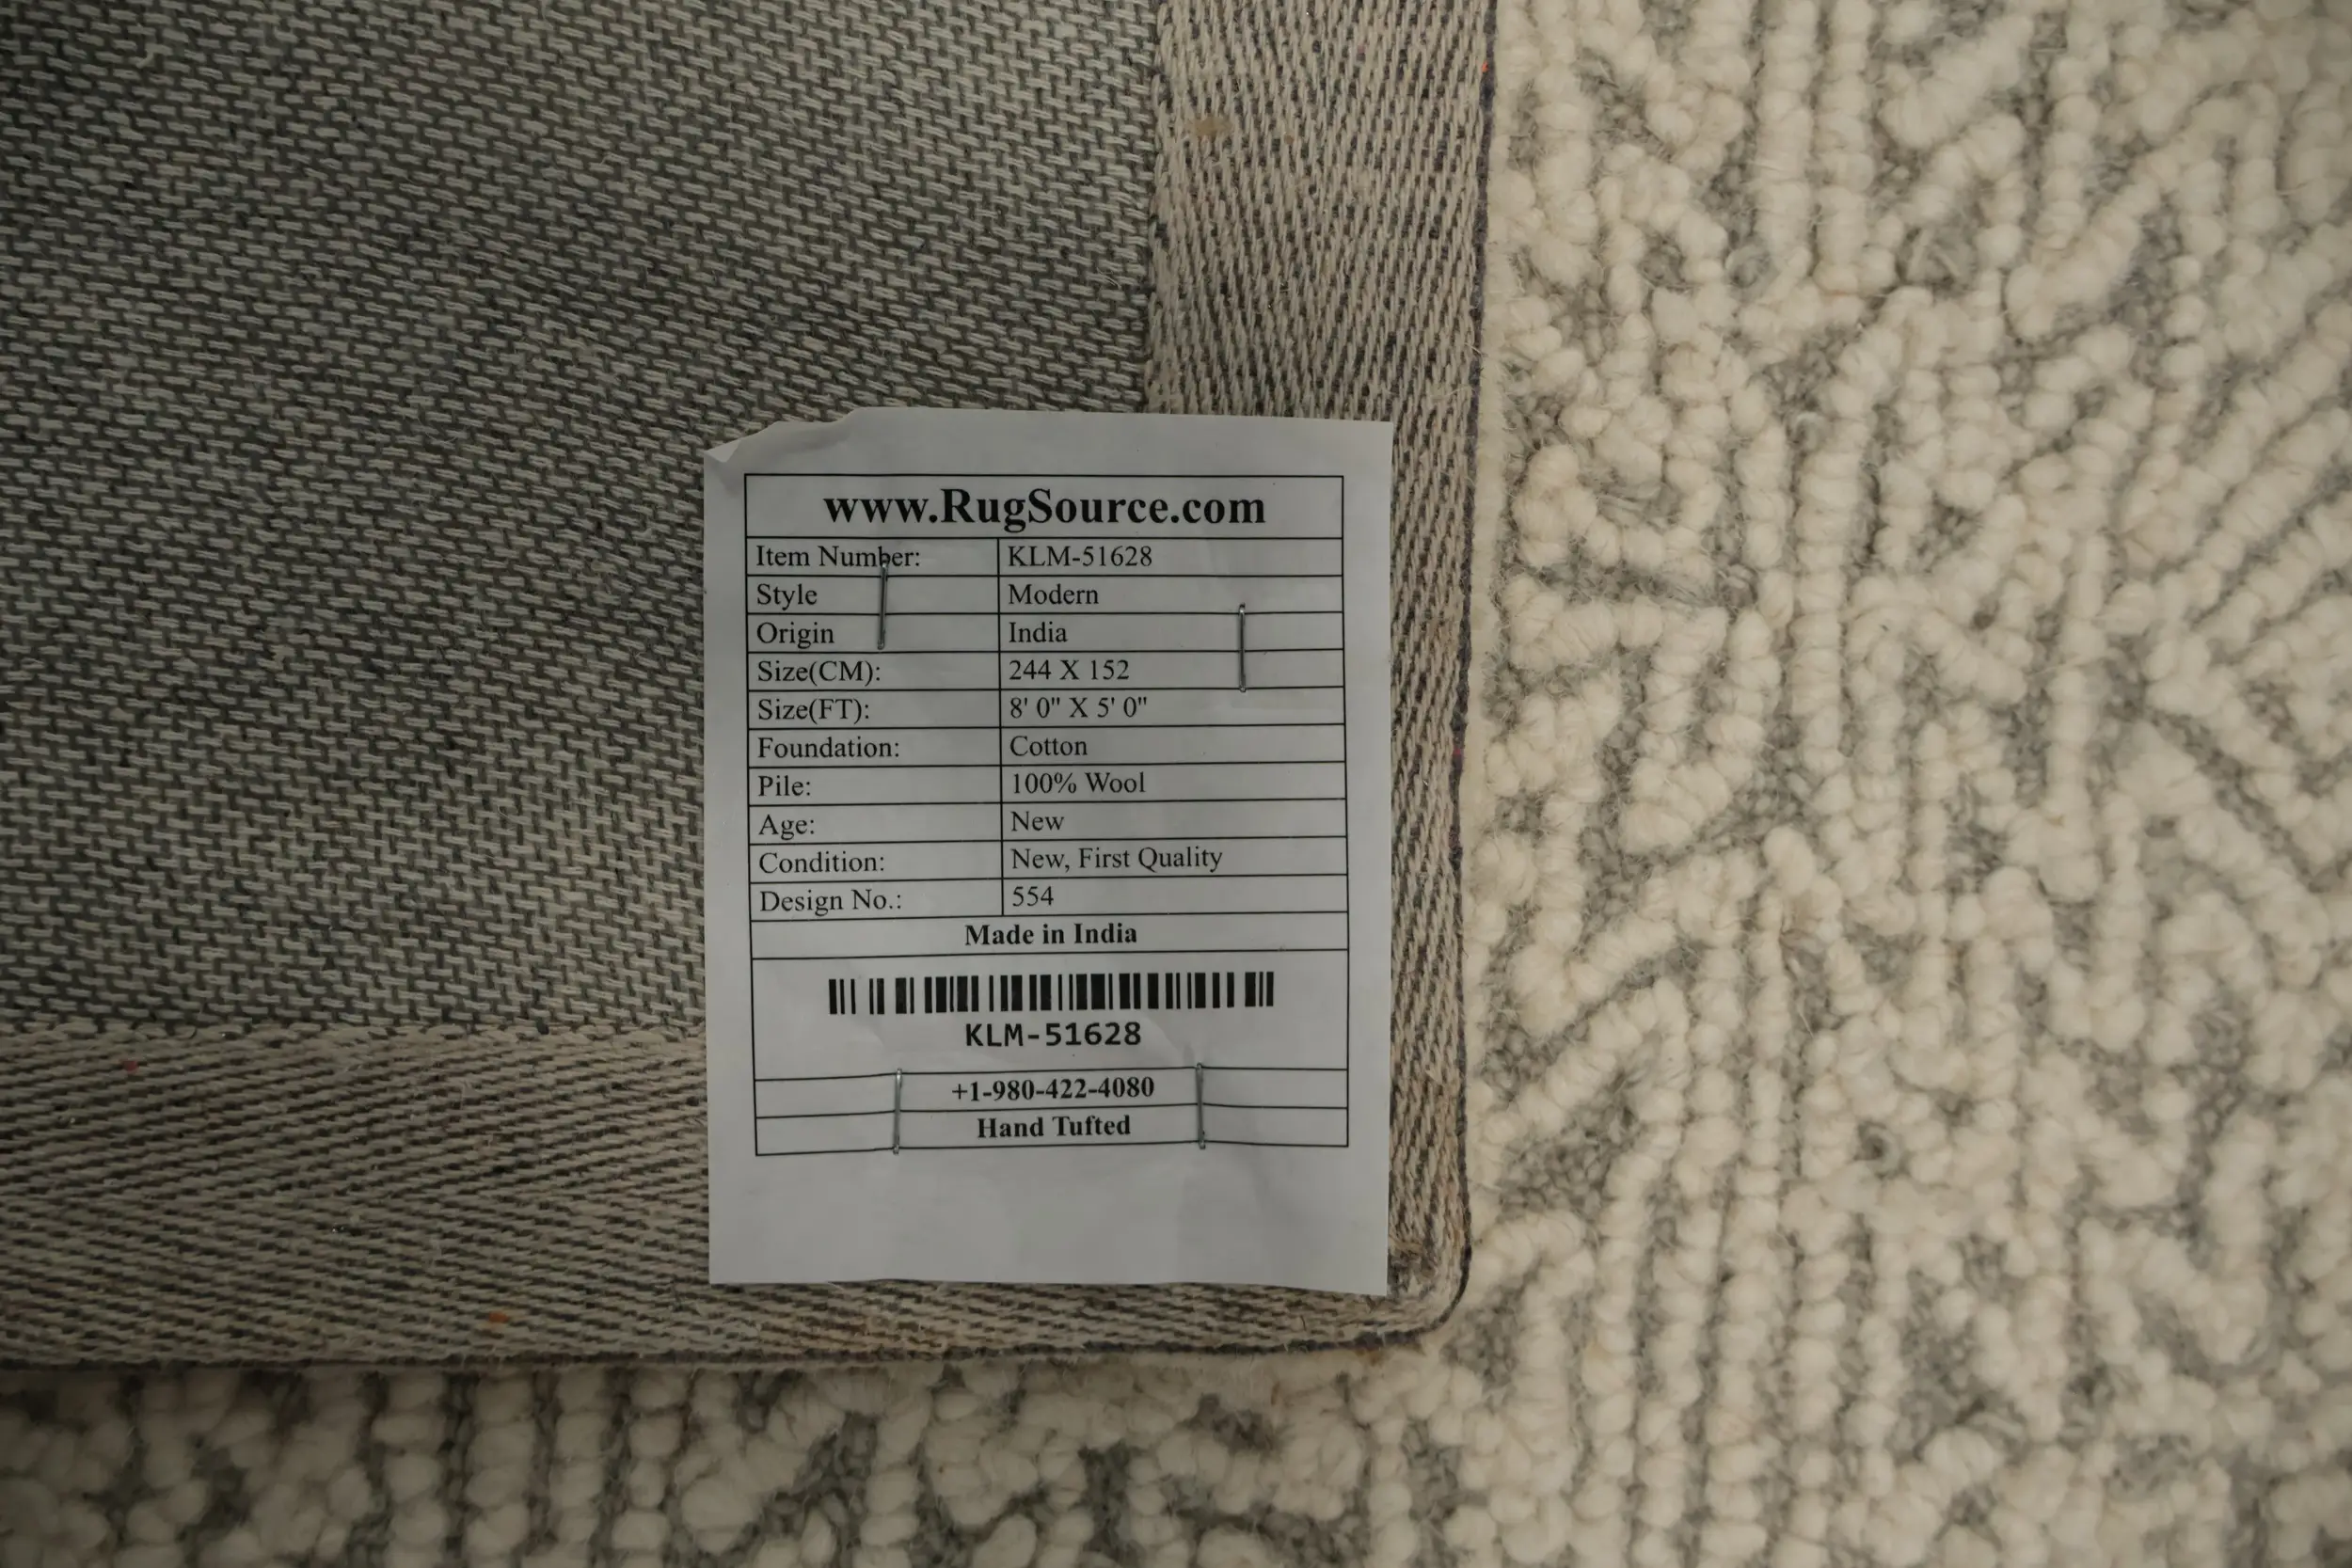 www.RugSource.com
Item Number: KLM-51628
Style Modern
Origin India
Size(CM): 244 X 152
Size(FT): 8' 0" X 5' 0"
Foundation: Cotton
Pile: 100% Wool
Age: New
Condition: New, First Quality
Design No.: 554
Made in India
KLM-51628
+1-980-422-4080
Hand Tufted